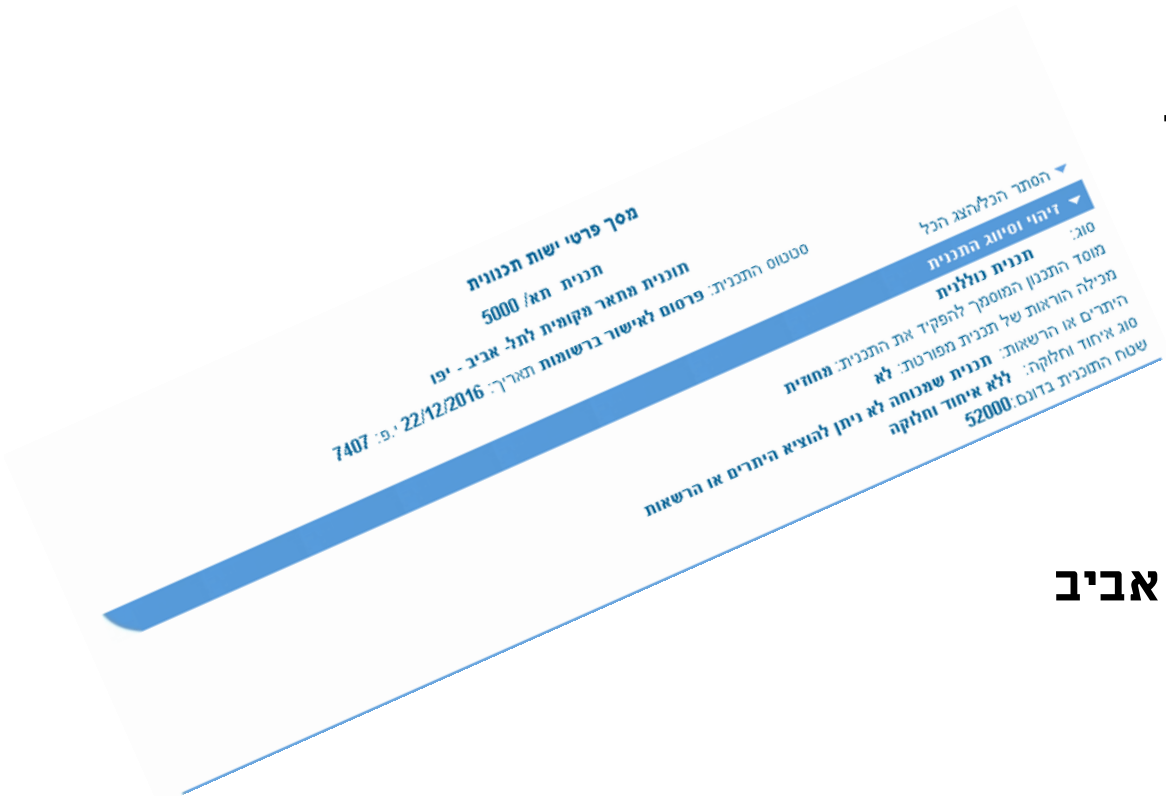 מסך פרטי ישות תכנונית
תכנית תא/ 5000
תוכנית מתאר מקומית לתל- אביב - יפו
סטטוס התכנית: פרסום לאישור ברשומות תאריך: 22/12/2016 י.פ: 7407
הסתר הכל/הצג הכל
זיהוי וסיווג התכנית
סוג: תכנית כוללנית
מוסד התכנון המוסמך להפקיד את התכנית: מחוזית
מכילה הוראות של תכנית מפורטת: לא
היתרים או הרשאות: תכנית שמכוחה לא ניתן להוציא היתרים או הרשאות
סוג איחוד וחלוקה: ללא איחוד וחלוקה
שטח התוכנית בדונם: 52000
אביב